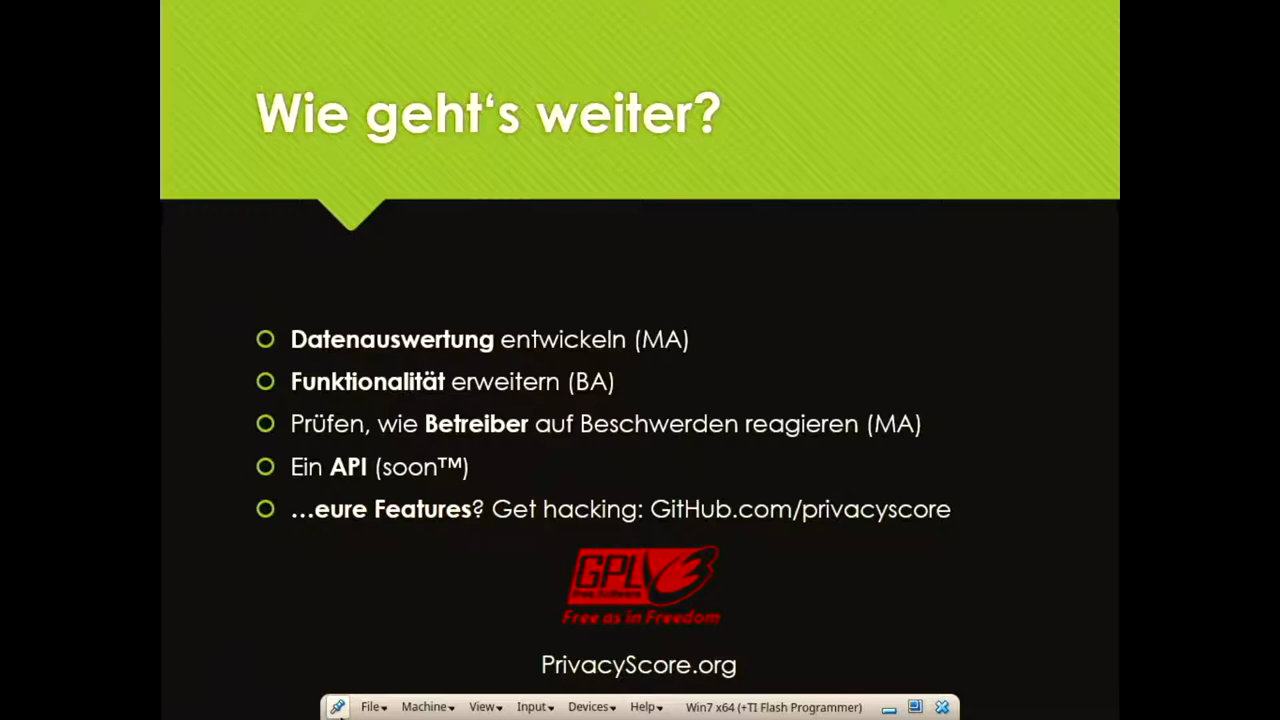 Wie geht‘s weiter?
Datenauswertung entwickeln (MA)
Funktionalität erweitern (BA)
Prüfen, wie Betreiber auf Beschwerden reagieren (MA)
Ein API (soon™)
...eure Features? Get hacking: GitHub.com/privacyscore
GPLv3
Free Software
Free as in Freedom
PrivacyScore.org
File Machine View Input Devices Help Win7 x64 (+TI Flash Programmer)